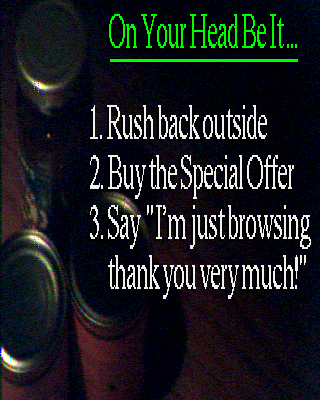 On Your Head Be It...
1. Rush back outside
2. Buy the Special Offer
3. Say "I'm just browsing
thank you very much!"